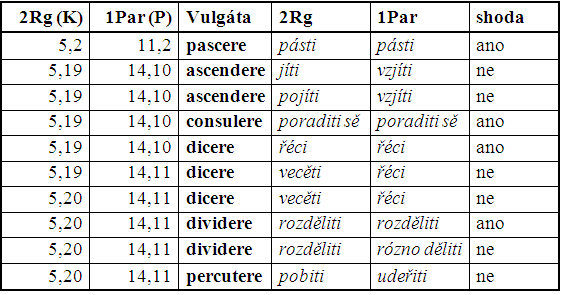 2Rg (K) 1Par (P) Vulgáta 2Rg 1Par shoda
5,2 11,2 pascere pásti pásti ano
5,19 14,10 ascendere jíti vzjíti ne
5,19 14,10 ascendere pojíti vzjíti ne
5,19 14,10 consulere poraditi sě poraditi sě ano
5,19 14,10 dicere řéci řéci ano
5,19 14,11 dicere vecěti řéci ne
5,20 14,11 dicere vecěti řéci ne
5,20 14,11 dividere rozděliti rozděliti ano
5,20 14,11 dividere rozděliti rózno děliti ne
5,20 14,11 percutere pobiti udeřiti ne